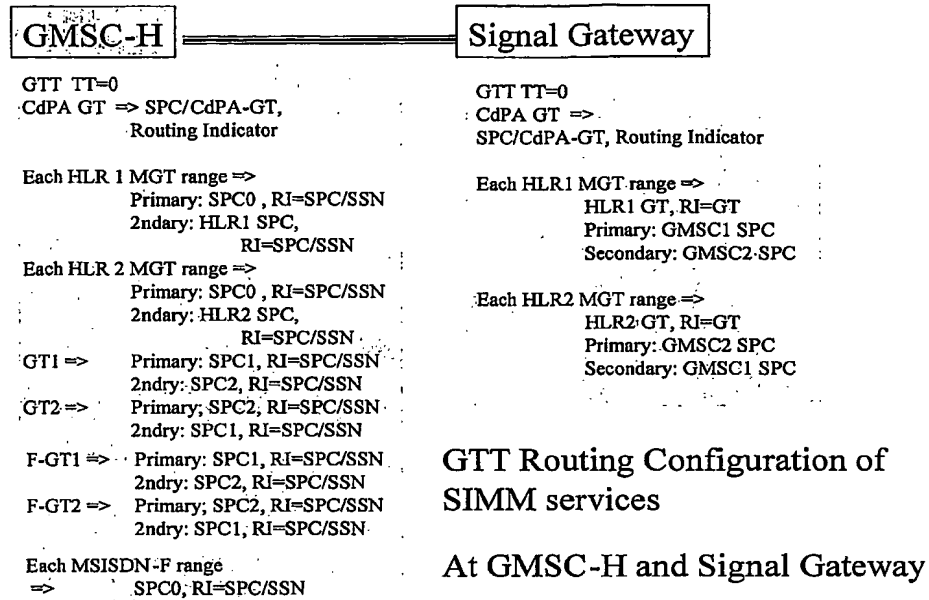 GMSC-H
Signal Gateway
GTT TT=0
CdPA GT => SPC/CdPA-GT,
Routing Indicator
Each HLR 1 MGT range =>
Primary: SPC0 , RI=SPC/SSN
2ndary: HLR1 SPC,
RI=SPC/SSN
Each HLR 2 MGT range =>
Primary: SPC0 , RI=SPC/SSN
2ndary: HLR2 SPC,
RI=SPC/SSN
GT1 => Primary: SPC1, RI=SPC/SSN
2ndry: SPC2, RI=SPC/SSN
GT2 => Primary; SPC2, RI=SPC/SSN
2ndry: SPC1, RI=SPC/SSN
F-GT1 => Primary: SPC1, RI=SPC/SSN
2ndry: SPC2, RI=SPC/SSN
F-GT2 => Primary; SPC2, RI=SPC/SSN
2ndry: SPC1, RI=SPC/SSN
Each MSISDN-F range
=> SPC0, RI=SPC/SSN
GTT TT=0
CdPA GT =>
SPC/CdPA-GT, Routing Indicator
Each HLR1 MGT range =>
HLR1 GT, RI=GT
Primary: GMSC1 SPC
Secondary: GMSC2 SPC
Each HLR2 MGT range =>
HLR2 GT, RI=GT
Primary: GMSC2 SPC
Secondary: GMSC1 SPC
GTT Routing Configuration of
SIMM services
At GMSC-H and Signal Gateway